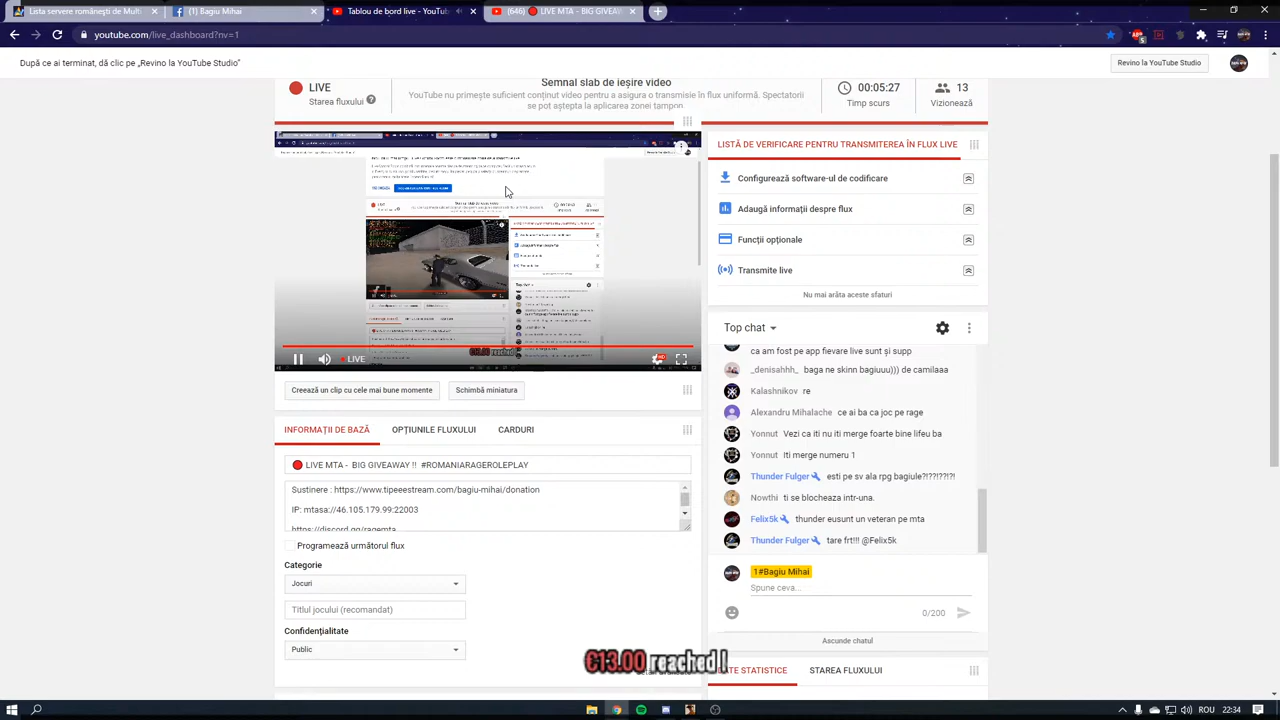 Lista servere românești de Mult
(1) Bagiu Mihai
Tablou de bord live - YouTub
(646) 🔴 LIVE MTA - BIG GIVEAW
youtube.com/live_dashboard?nv=1
După ce ai terminat, dă clic pe „Revino la YouTube Studio”
Revino la YouTube Studio
LIVE
Starea fluxului
Semnal slab de ieșire video
YouTube nu primește suficient conținut video pentru a asigura o transmisie în flux uniformă. Spectatorii
se pot aștepta la aplicarea zonei tampon.
00:05:27
Timp scurs
13
Vizionează
LIVE
HD
Creează un clip cu cele mai bune momente
Schimbă miniatura
INFORMAȚII DE BAZĂ
OPȚIUNILE FLUXULUI
CARDURI
🔴 LIVE MTA - BIG GIVEAWAY !! #ROMANIARAGEROLEPLAY
Sustinere : https://www.tipeeestream.com/bagiu-mihai/donation
IP: mtasa://46.105.179.99:22003
https://discord.gg/ragemta
Programează următorul flux
Categorie
Jocuri
Titlul jocului (recomandat)
Confidențialitate
Public
€13.00 reached !
LISTĂ DE VERIFICARE PENTRU TRANSMITEREA ÎN FLUX LIVE
Configurează software-ul de codificare
Adaugă informații despre flux
Funcții opționale
Transmite live
Nu mai arăta aceste sfaturi
Top chat
ca am fost pe app fievare live sunt și supp
_denisahhh_ baga ne skinn bagiuuu))) de camilaaa
Kalashnikov re
Alexandru Mihalache ce ai ba ca joc pe rage
Yonnut Vezi ca iti nu iti merge foarte bine lifeu ba
Yonnut Iti merge numeru 1
Thunder Fulger esti pe sv ala rpg bagiule?!??!??!?!
Nowthi ti se blocheaza intr-una.
Felix5k thunder eusunt un veteran pe mta
Thunder Fulger tare frt!!! @Felix5k
1#Bagiu Mihai
Spune ceva...
0/200
Ascunde chatul
STAREA FLUXULUI
ROU
22:34